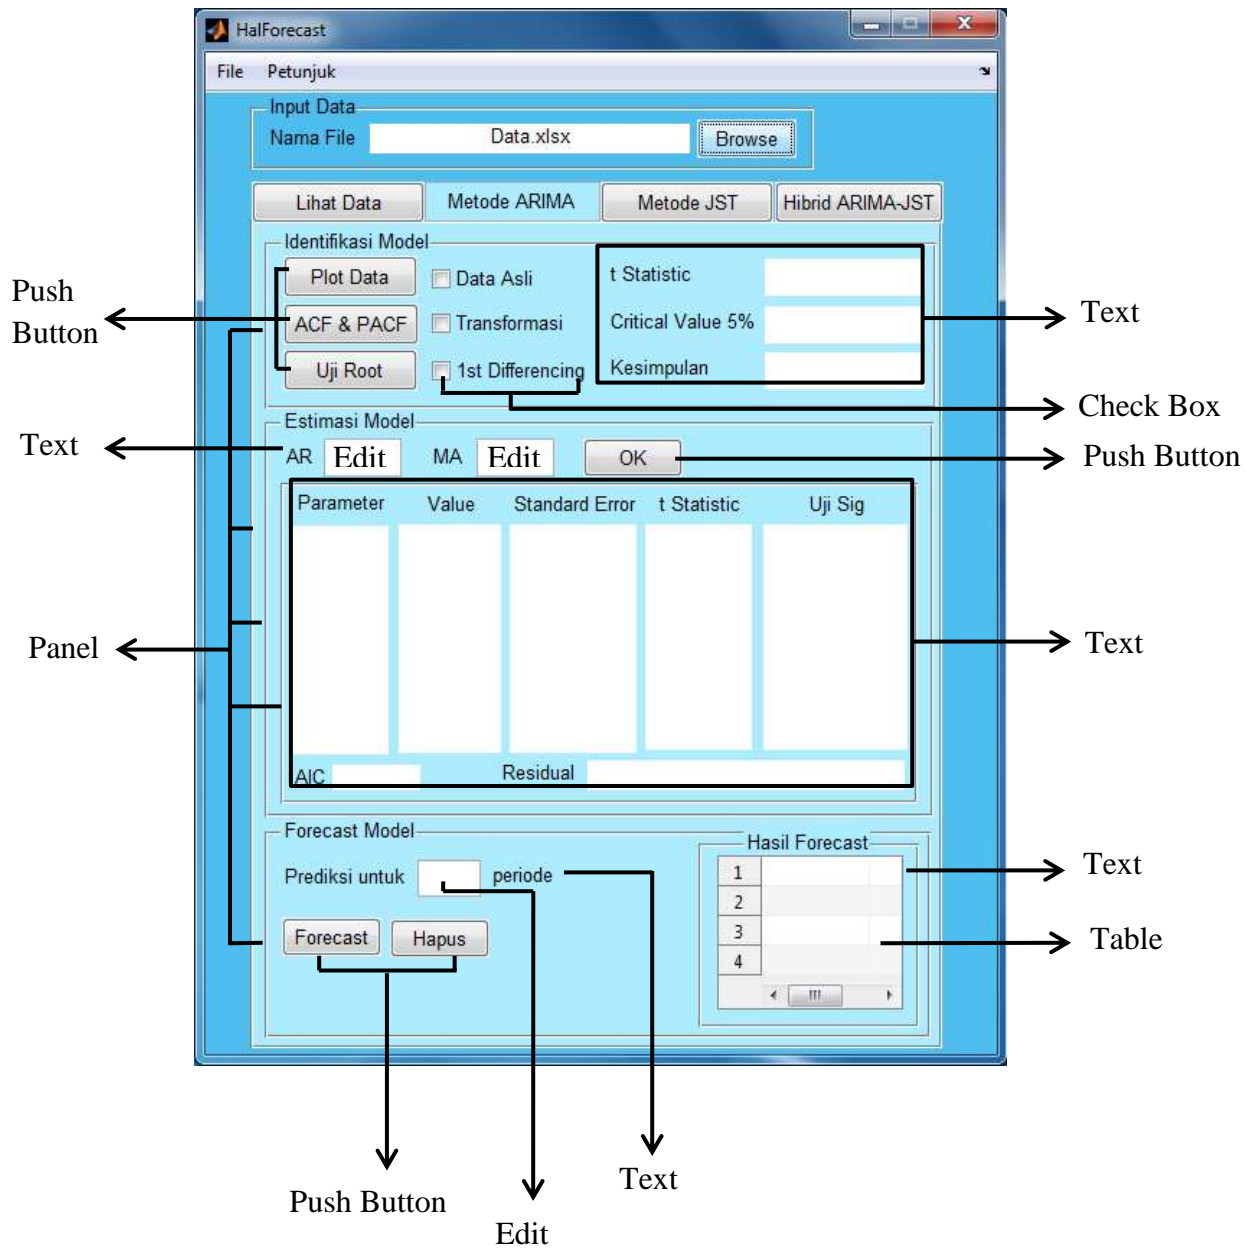 HalForecast
File Petunjuk
Input Data
Nama File Data.xlsx Browse
Lihat Data Metode ARIMA Metode JST Hibrid ARIMA-JST
Identifikasi Model
Plot Data Data Asli t Statistic
Push
Button
ACF & PACF Transformasi Critical Value 5% Text
Uji Root 1st Differencing Kesimpulan
Check Box
Estimasi Model
Text AR Edit MA Edit OK Push Button
Parameter Value Standard Error t Statistic Uji Sig
Panel Text
AIC Residual
Forecast Model
Hasil Forecast
Prediksi untuk periode 1 Text
2
Forecast Hapus 3 Table
4
Text
Push Button
Edit